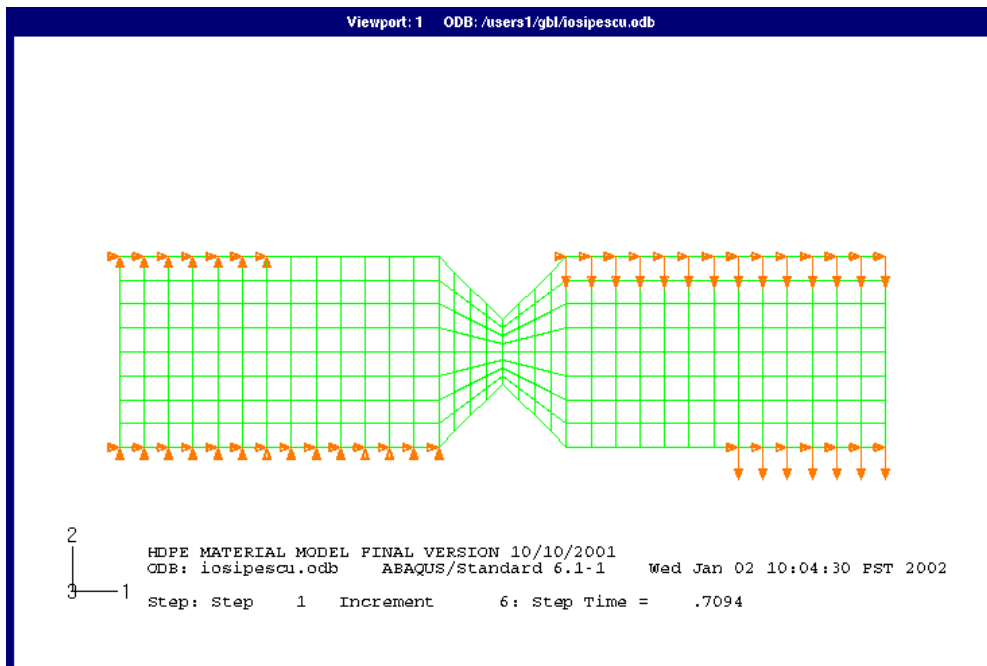 Viewport: 1 ODB: /users1/gbl/iosipescu.odb
2
3
1
HDPE MATERIAL MODEL FINAL VERSION 10/10/2001
ODB: iosipescu.odb ABAQUS/Standard 6.1-1 Wed Jan 02 10:04:30 PST 2002
Step: Step 1 Increment 6: Step Time = .7094